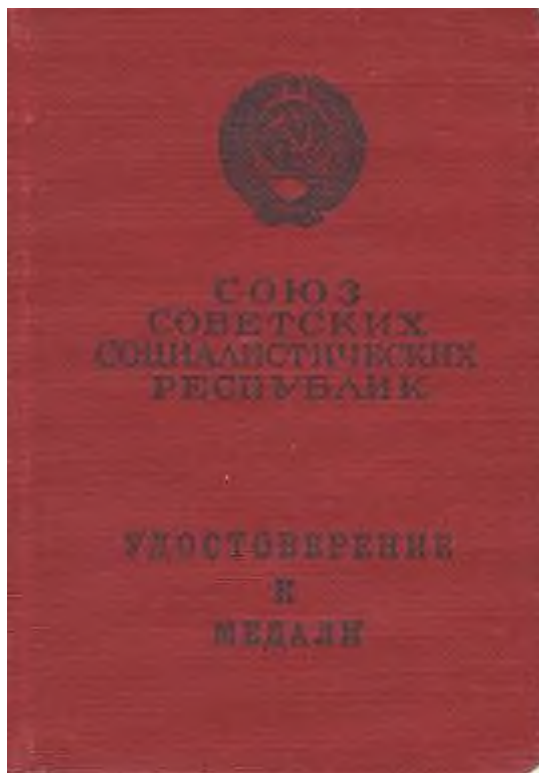 СОЮЗ
СОВЕТСКИХ
СОЦИАЛИСТИЧЕСКИХ
РЕСПУБЛИК
УДОСТОВЕРЕНИЕ
К
МЕДАЛИ